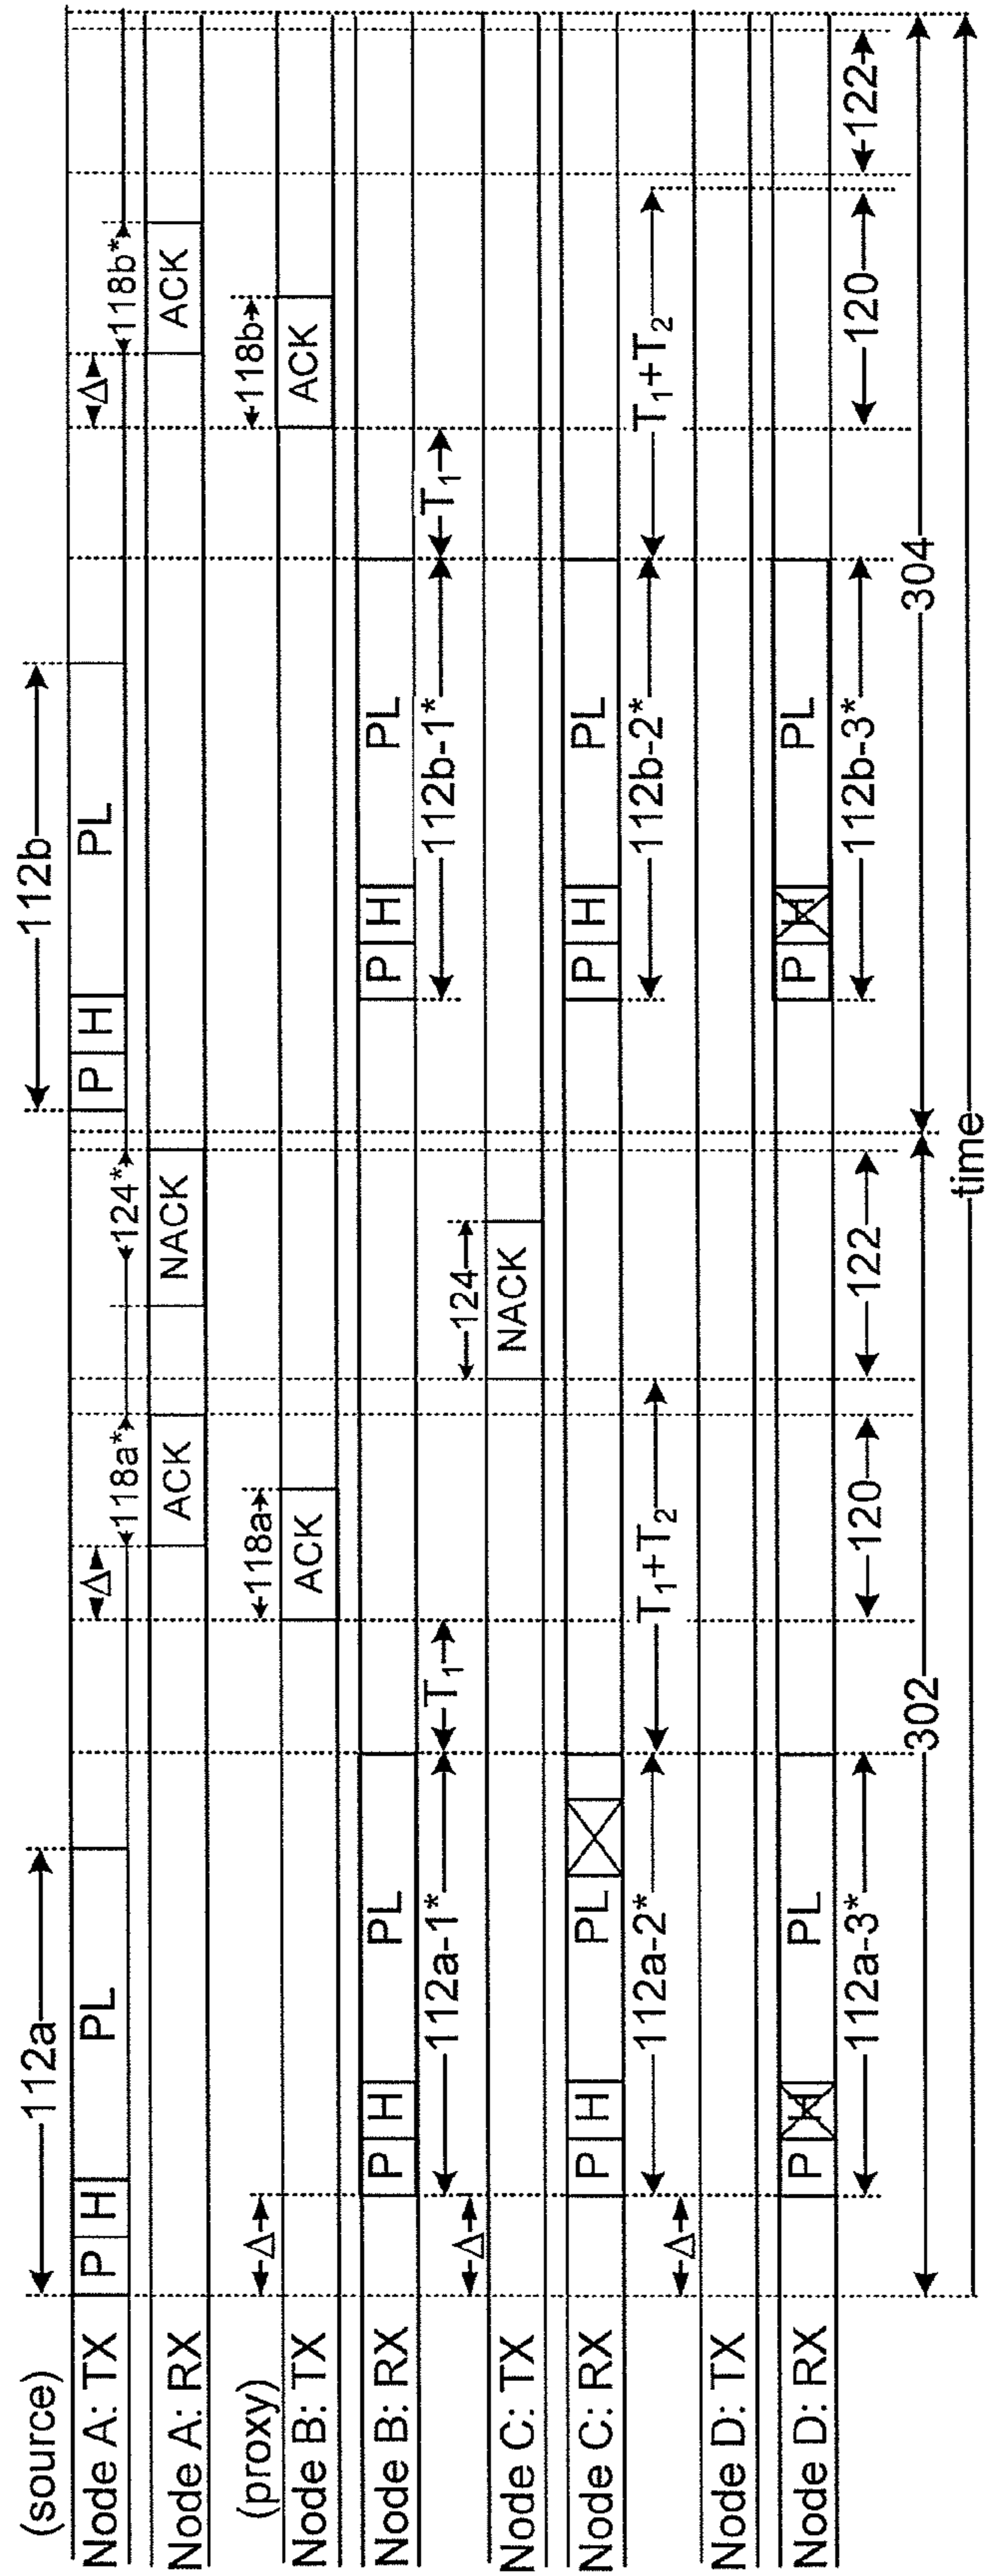 112a 112b
(source)
Node A: TX P H PL P H PL
Δ 118a* 124* Δ 118b*
Node A: RX ACK NACK ACK
(proxy) Δ 118a 118b
Node B: TX ACK ACK
Node B: RX P H PL P H PL
Δ 112a-1* T1 124 112b-1* T1
Node C: TX NACK
Node C: RX P H PL P H PL
Δ 112a-2* T1+T2 112b-2* T1+T2
Node D: TX
Node D: RX P H PL P H PL
112a-3* 120 122 112b-3* 120 122
302 304
time